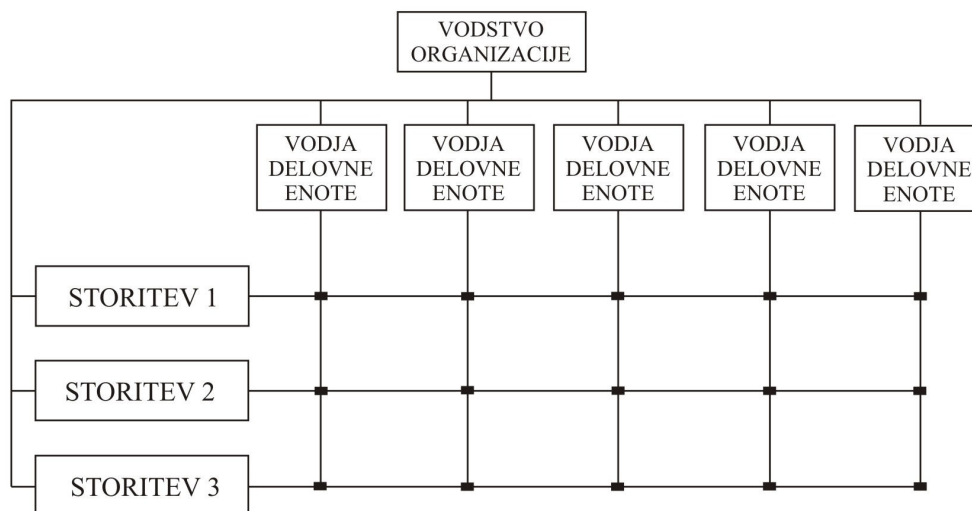 VODSTVO
ORGANIZACIJE
VODJA
DELOVNE
ENOTE
VODJA
DELOVNE
ENOTE
VODJA
DELOVNE
ENOTE
VODJA
DELOVNE
ENOTE
VODJA
DELOVNE
ENOTE
STORITEV 1
STORITEV 2
STORITEV 3